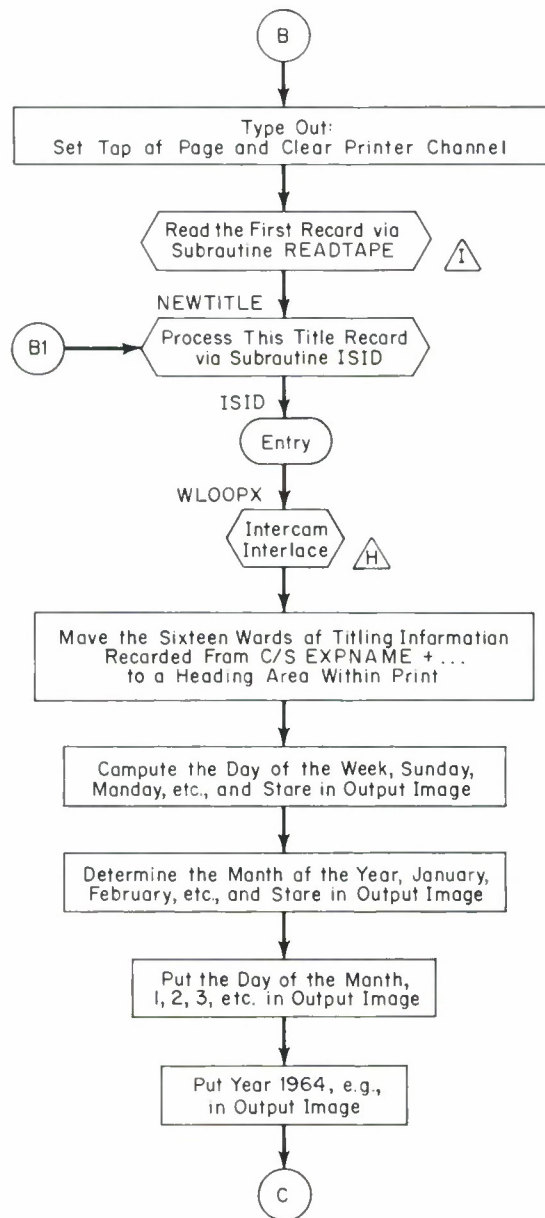 B
Type Out:
Set Tap of Page and Clear Printer Channel
Read the First Record via
Subrautine READTAPE
I
NEWTITLE
B1
Process This Title Record
via Subroutine ISID
ISID
Entry
WLOOPX
Intercam
Interlace
H
Mave the Sixteen Wards of Titling Information
Recorded From C/S EXPNAME + ...
to a Heading Area Within Print
Campute the Day of the Week, Sunday,
Manday, etc., and Stare in Output Image
Determine the Month of the Year, January,
February, etc., and Stare in Output Image
Put the Day of the Manth,
1, 2, 3, etc. in Output Image
Put Year 1964, e.g.,
in Output Image
C